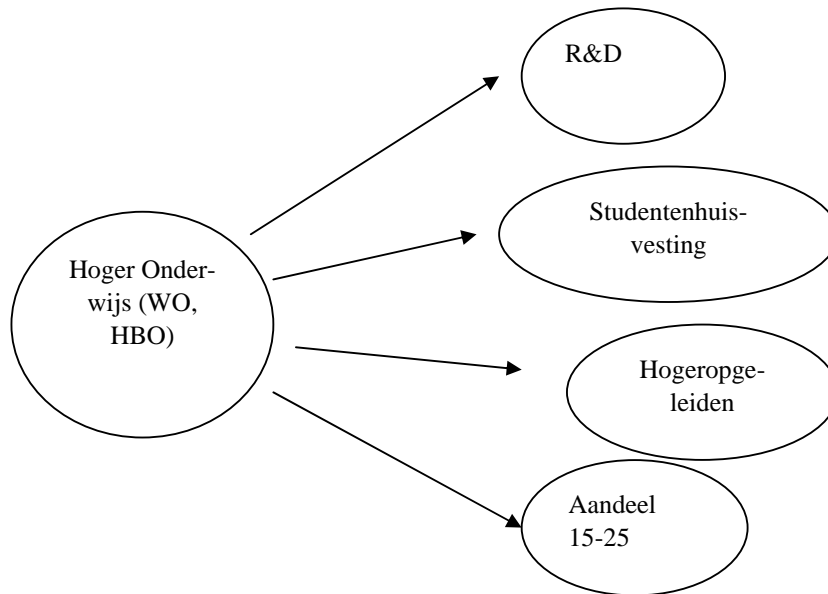 R&D
Studentenhuis-
vesting
Hoger Onder-
wijs (WO,
HBO)
Hogeropge-
leiden
Aandeel
15-25